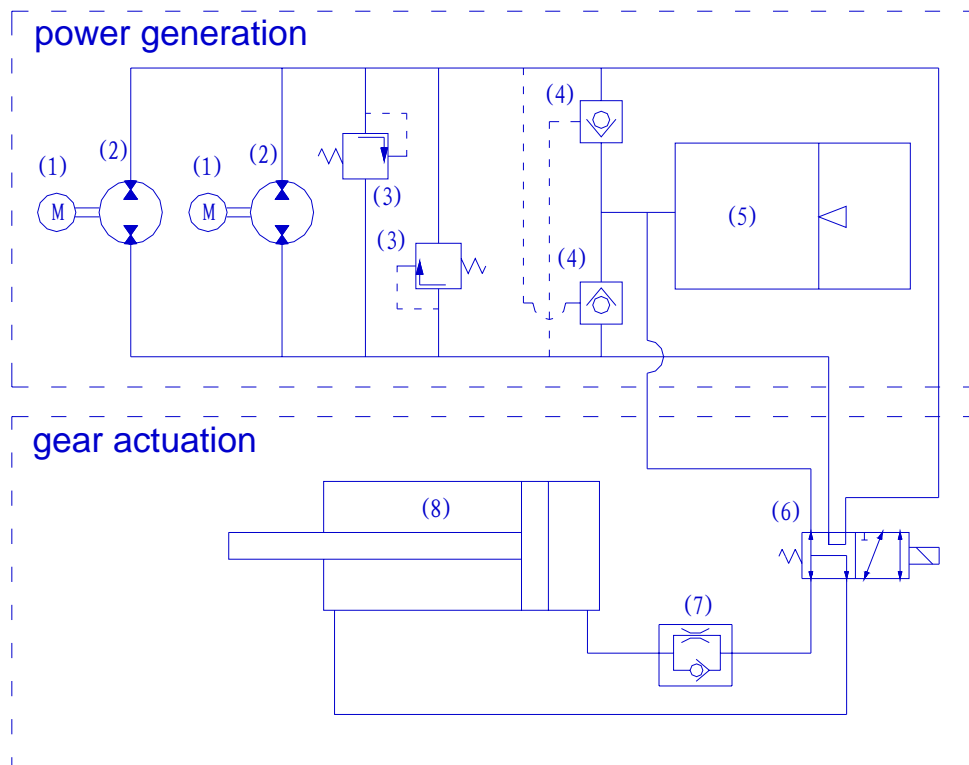 power generation
(4)
(1) (2) (1) (2)
M M
(3)
(5)
(3)
(4)
gear actuation
(8)
(6)
(7)